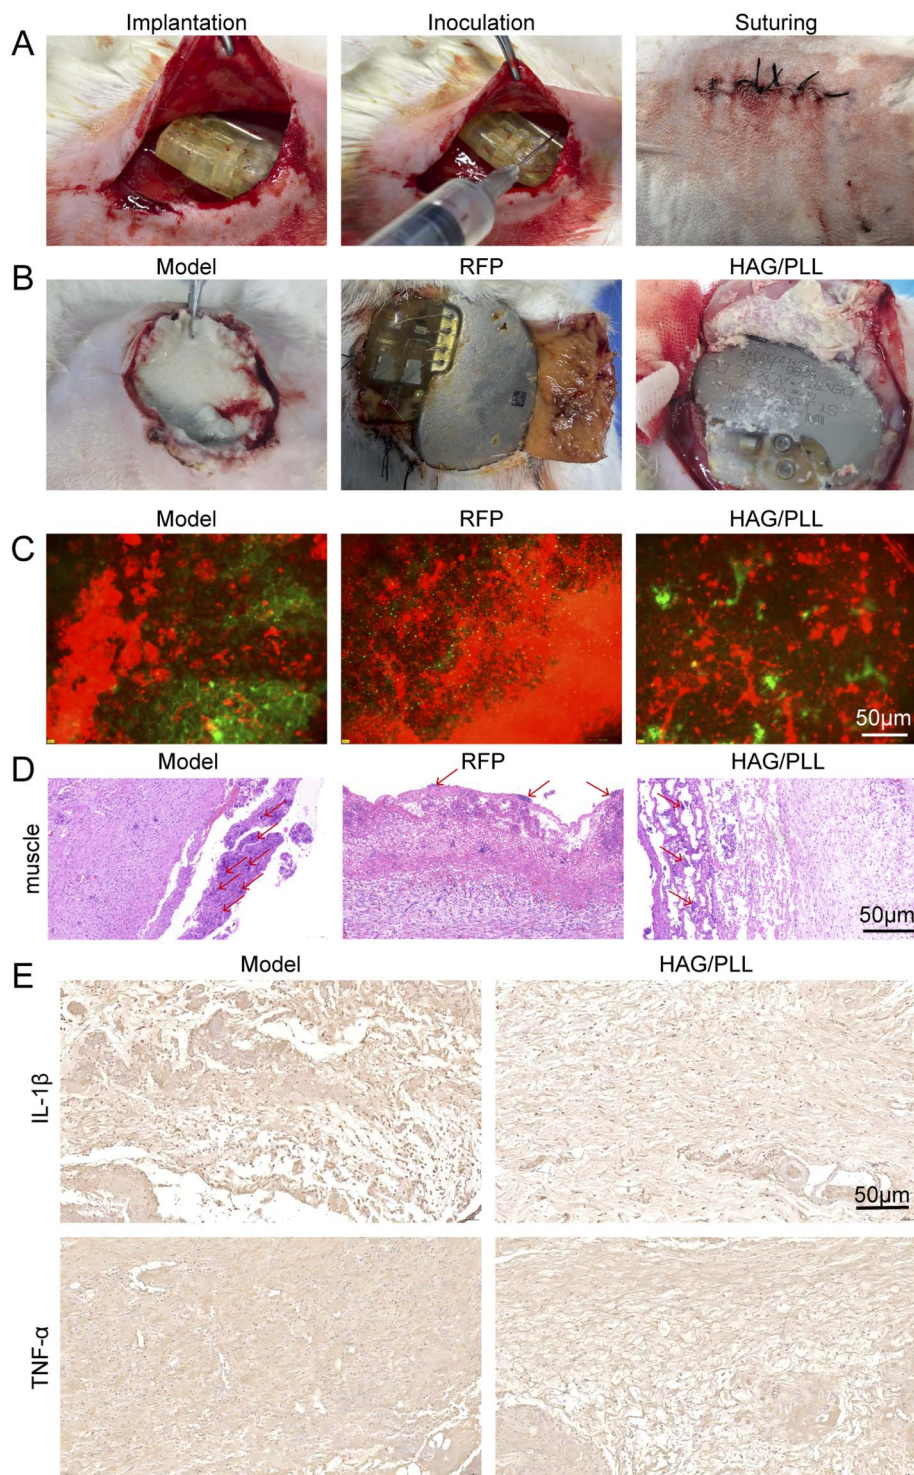 A
Implantation
Inoculation
Suturing
B
Model
RFP
HAG/PLL
C
Model
RFP
HAG/PLL
50μm
D
Model
RFP
HAG/PLL
muscle
50μm
E
Model
HAG/PLL
IL-1β
50μm
TNF-α